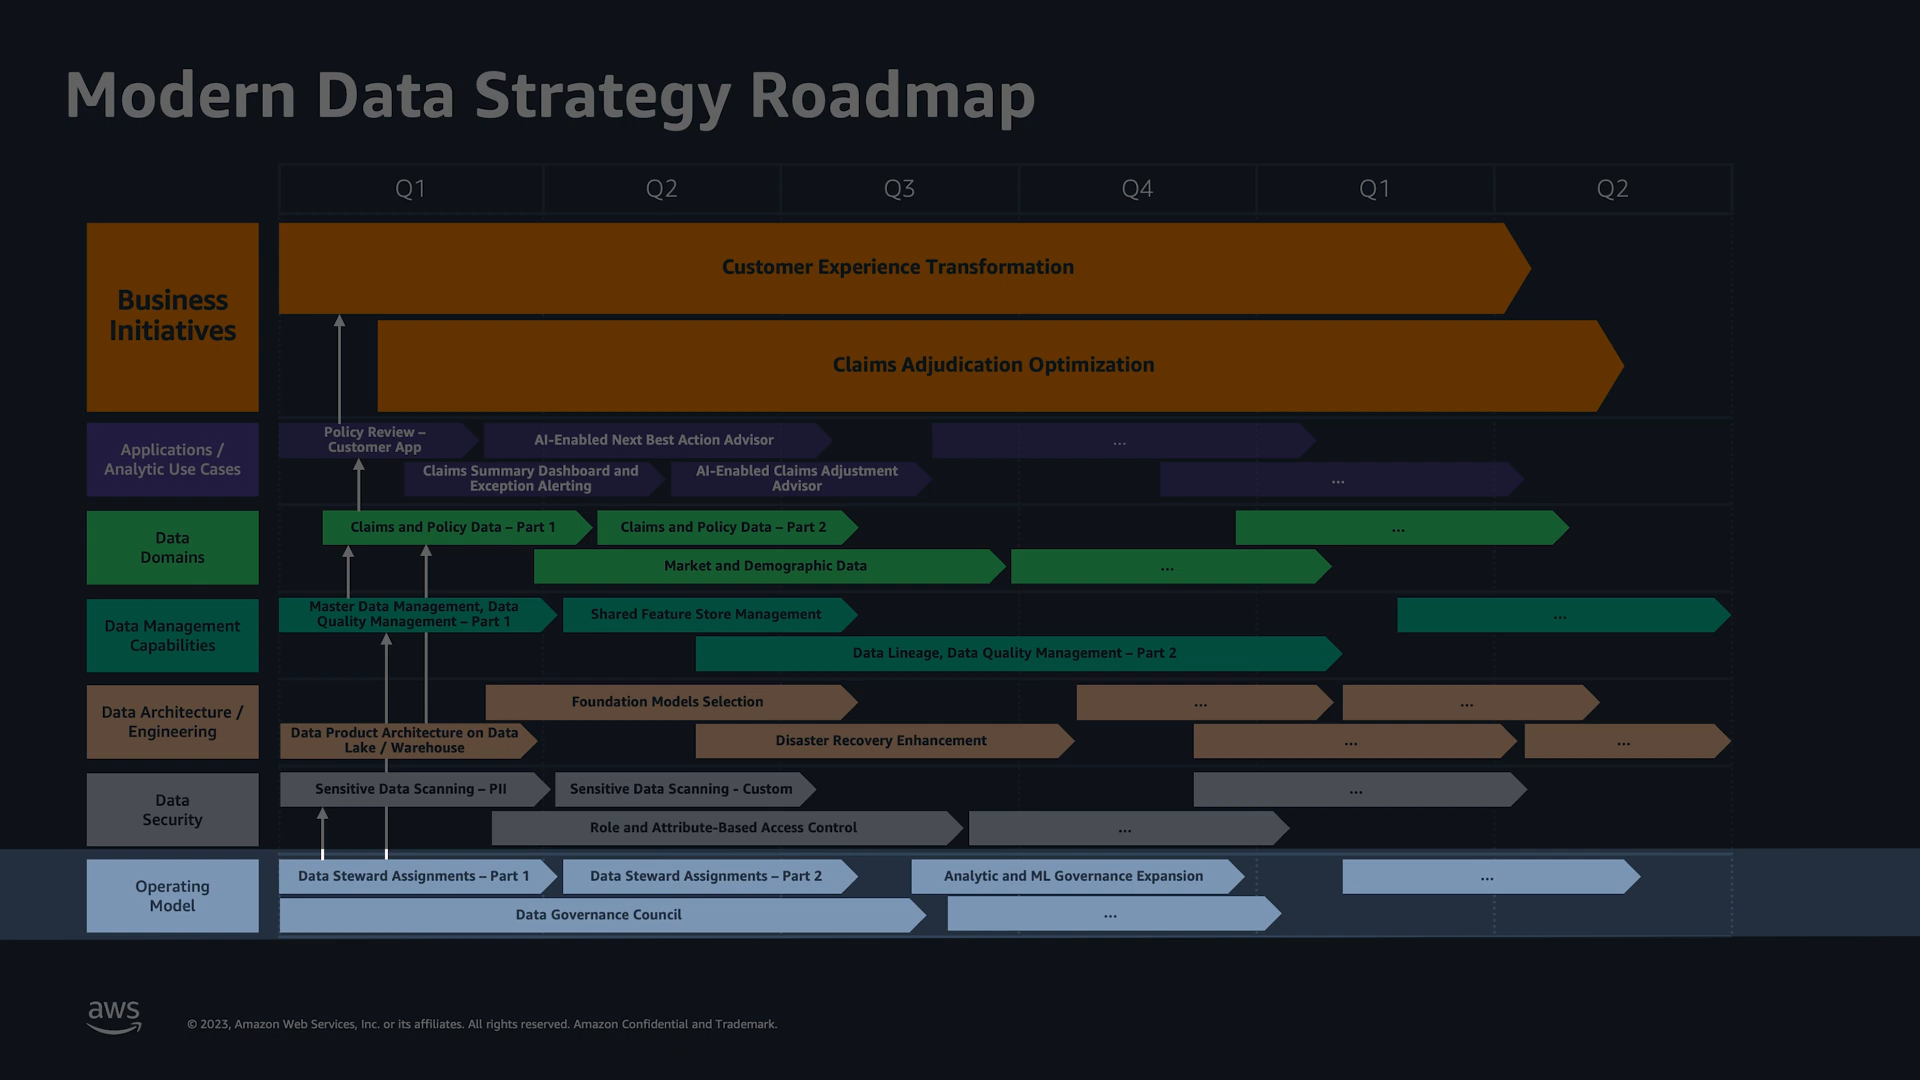 Modern Data Strategy Roadmap
Q1
Q2
Q3
Q4
Q1
Q2
Business
Initiatives
Customer Experience Transformation
Claims Adjudication Optimization
Applications /
Analytic Use Cases
Policy Review –
Customer App
AI-Enabled Next Best Action Advisor
...
Claims Summary Dashboard and
Exception Alerting
AI-Enabled Claims Adjustment
Advisor
...
Data
Domains
Claims and Policy Data – Part 1
Claims and Policy Data – Part 2
...
Market and Demographic Data
...
Data Management
Capabilities
Master Data Management, Data
Quality Management – Part 1
Shared Feature Store Management
...
Data Lineage, Data Quality Management – Part 2
Data Architecture /
Engineering
Foundation Models Selection
...
...
Data Product Architecture on Data
Lake / Warehouse
Disaster Recovery Enhancement
...
...
Data
Security
Sensitive Data Scanning – PII
Sensitive Data Scanning - Custom
...
Role and Attribute-Based Access Control
...
Operating
Model
Data Steward Assignments – Part 1
Data Steward Assignments – Part 2
Analytic and ML Governance Expansion
...
Data Governance Council
...
aws
© 2023, Amazon Web Services, Inc. or its affiliates. All rights reserved. Amazon Confidential and Trademark.